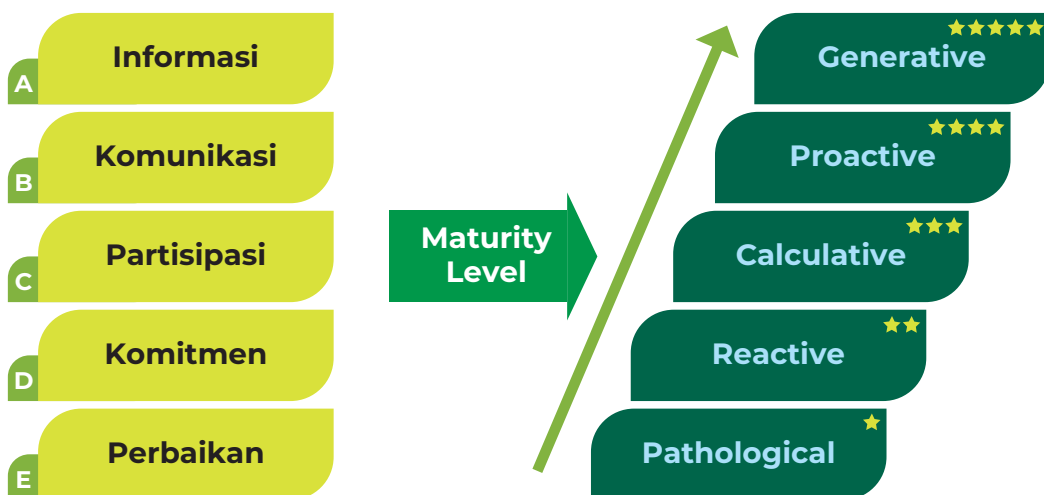 A
Informasi
B
Komunikasi
C
Partisipasi
D
Komitmen
E
Perbaikan
Maturity
Level
Generative
Proactive
Calculative
Reactive
Pathological